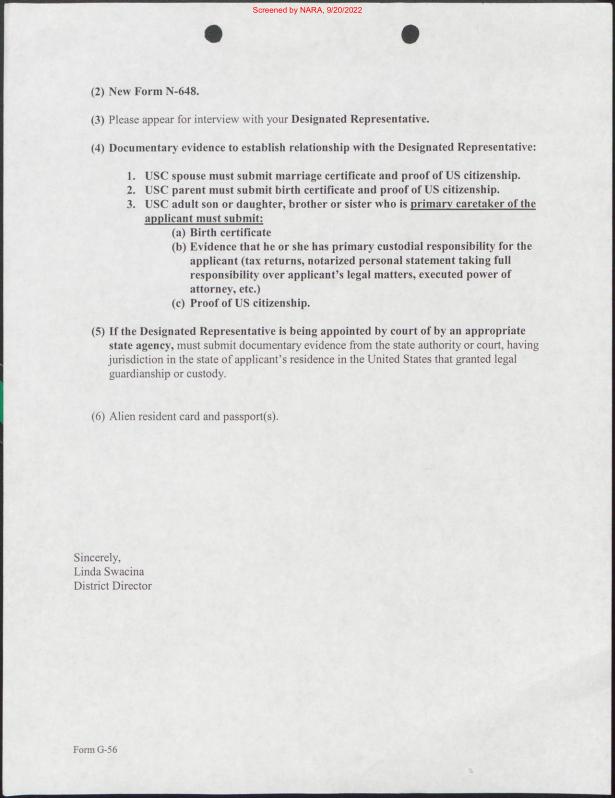 Screened by NARA, 9/20/2022
(2) New Form N-648.
(3) Please appear for interview with your Designated Representative.
(4) Documentary evidence to establish relationship with the Designated Representative:
1. USC spouse must submit marriage certificate and proof of US citizenship.
2. USC parent must submit birth certificate and proof of US citizenship.
3. USC adult son or daughter, brother or sister who is primary caretaker of the
applicant must submit:
(a) Birth certificate
(b) Evidence that he or she has primary custodial responsibility for the
applicant (tax returns, notarized personal statement taking full
responsibility over applicant's legal matters, executed power of
attorney, etc.)
(c) Proof of US citizenship.
(5) If the Designated Representative is being appointed by court of by an appropriate
state agency, must submit documentary evidence from the state authority or court, having
jurisdiction in the state of applicant's residence in the United States that granted legal
guardianship or custody.
(6) Alien resident card and passport(s).
Sincerely,
Linda Swacina
District Director
Form G-56